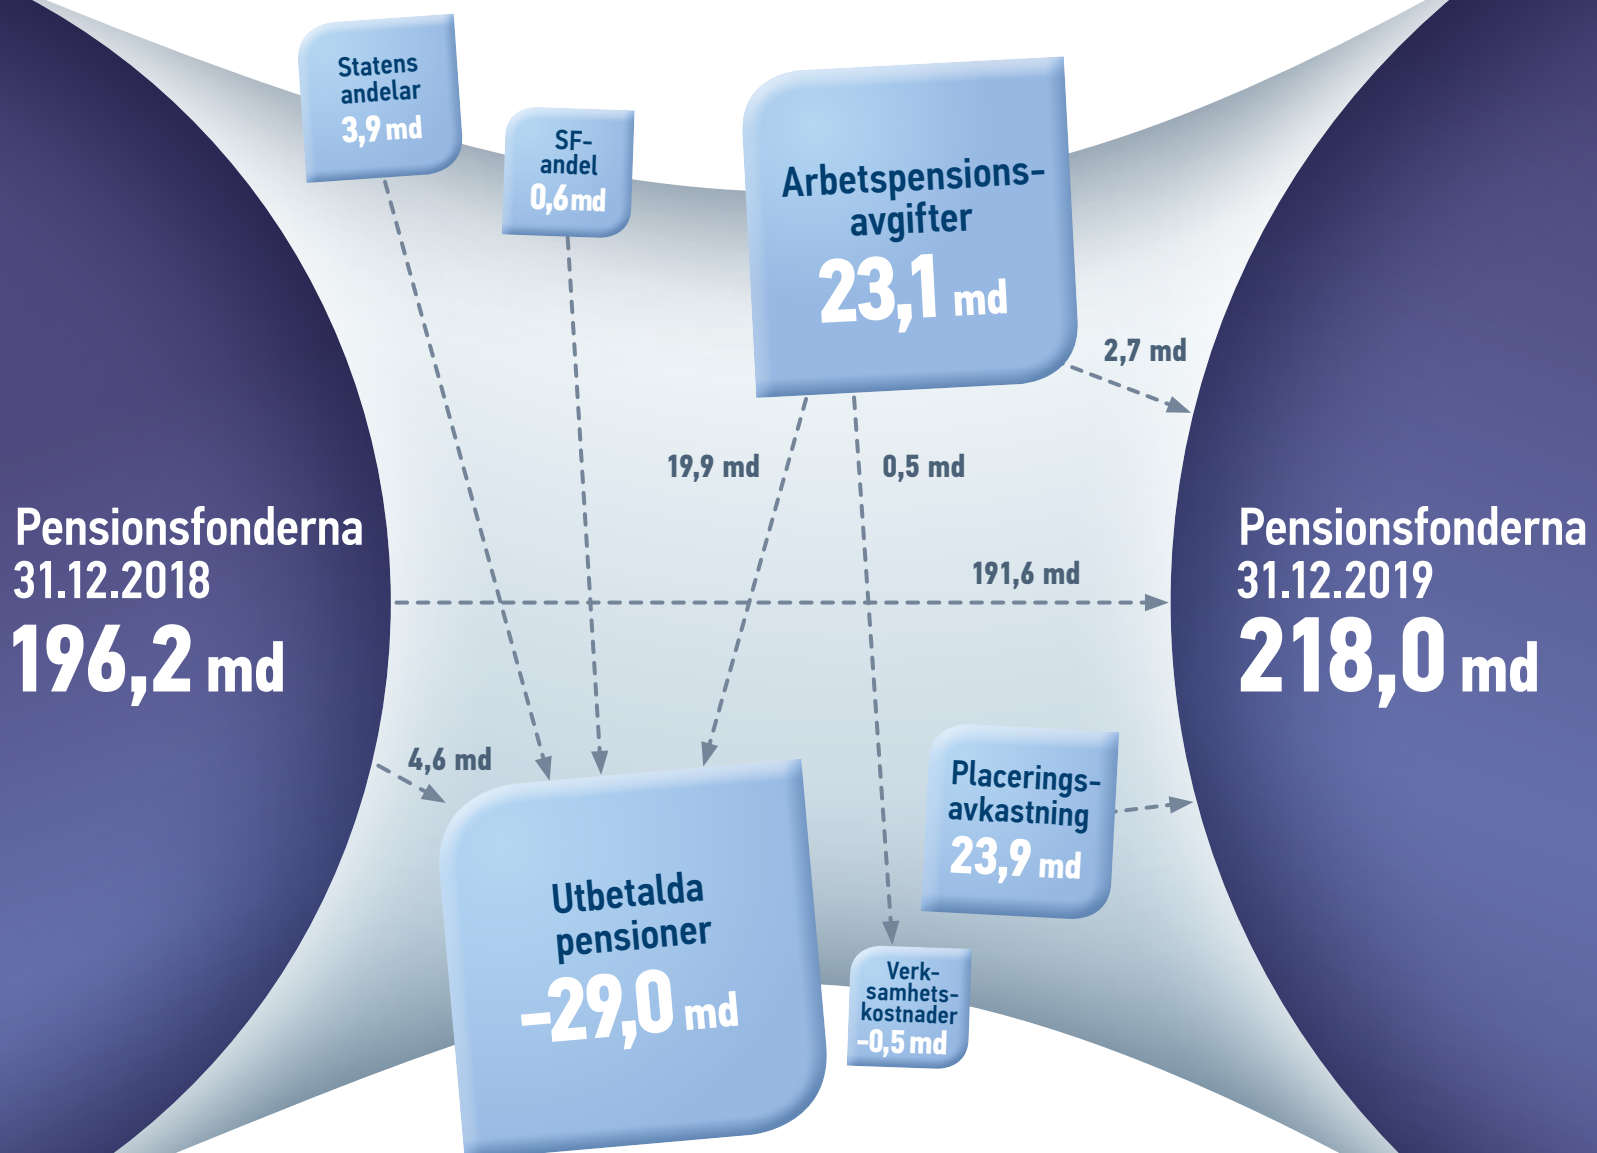 Statens
andelar
3,9 md
SF-
andel
0,6 md
Arbetspensions-
avgifter
23,1 md
2,7 md
19,9 md
0,5 md
Pensionsfonderna
31.12.2018
196,2 md
191,6 md
Pensionsfonderna
31.12.2019
218,0 md
4,6 md
Utbetalda
pensioner
-29,0 md
Placerings-
avkastning
23,9 md
Verk-
samhets-
kostnader
-0,5 md